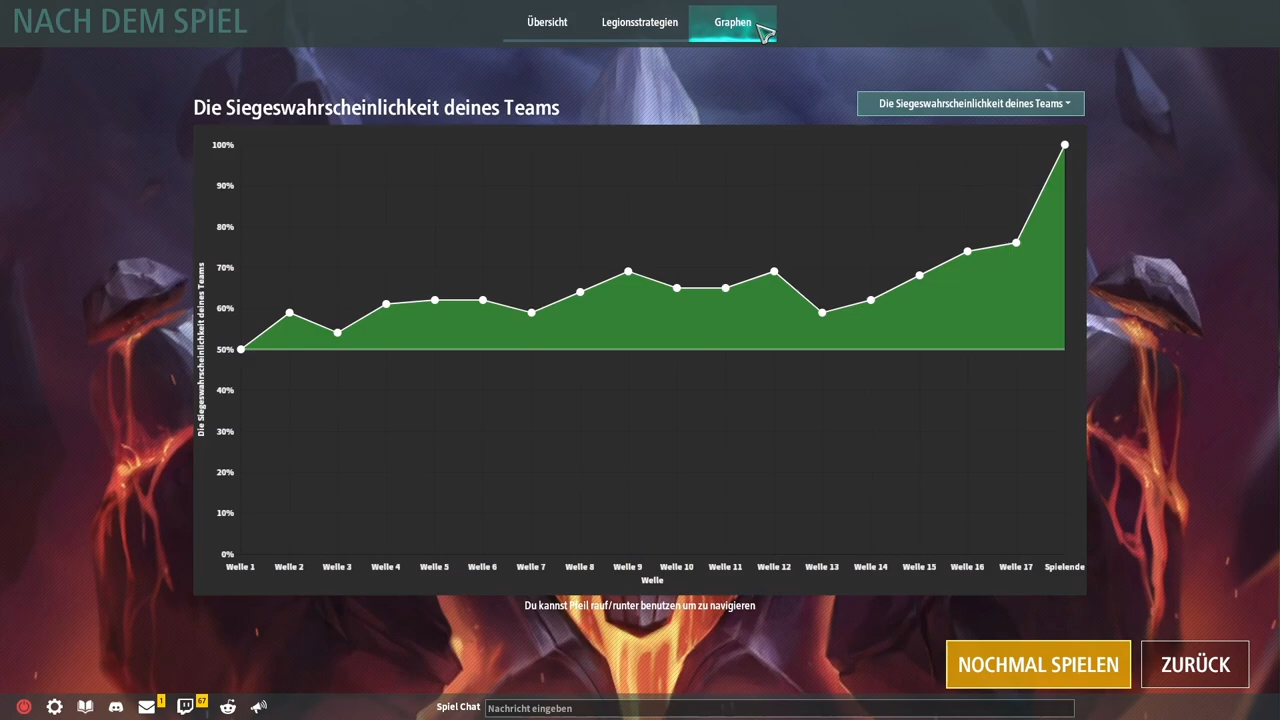 NACH DEM SPIEL
Übersicht
Legionsstrategien
Graphen
Die Siegeswahrscheinlichkeit deines Teams
Die Siegeswahrscheinlichkeit deines Teams
100%
90%
80%
70%
60%
50%
40%
30%
20%
10%
0%
Die Siegeswahrscheinlichkeit deines Teams
Welle 1
Welle 2
Welle 3
Welle 4
Welle 5
Welle 6
Welle 7
Welle 8
Welle 9
Welle 10
Welle 11
Welle 12
Welle 13
Welle 14
Welle 15
Welle 16
Welle 17
Spielende
Welle
Du kannst Pfeil rauf/runter benutzen um zu navigieren
NOCHMAL SPIELEN
ZURÜCK
1
67
Spiel Chat
Nachricht eingeben